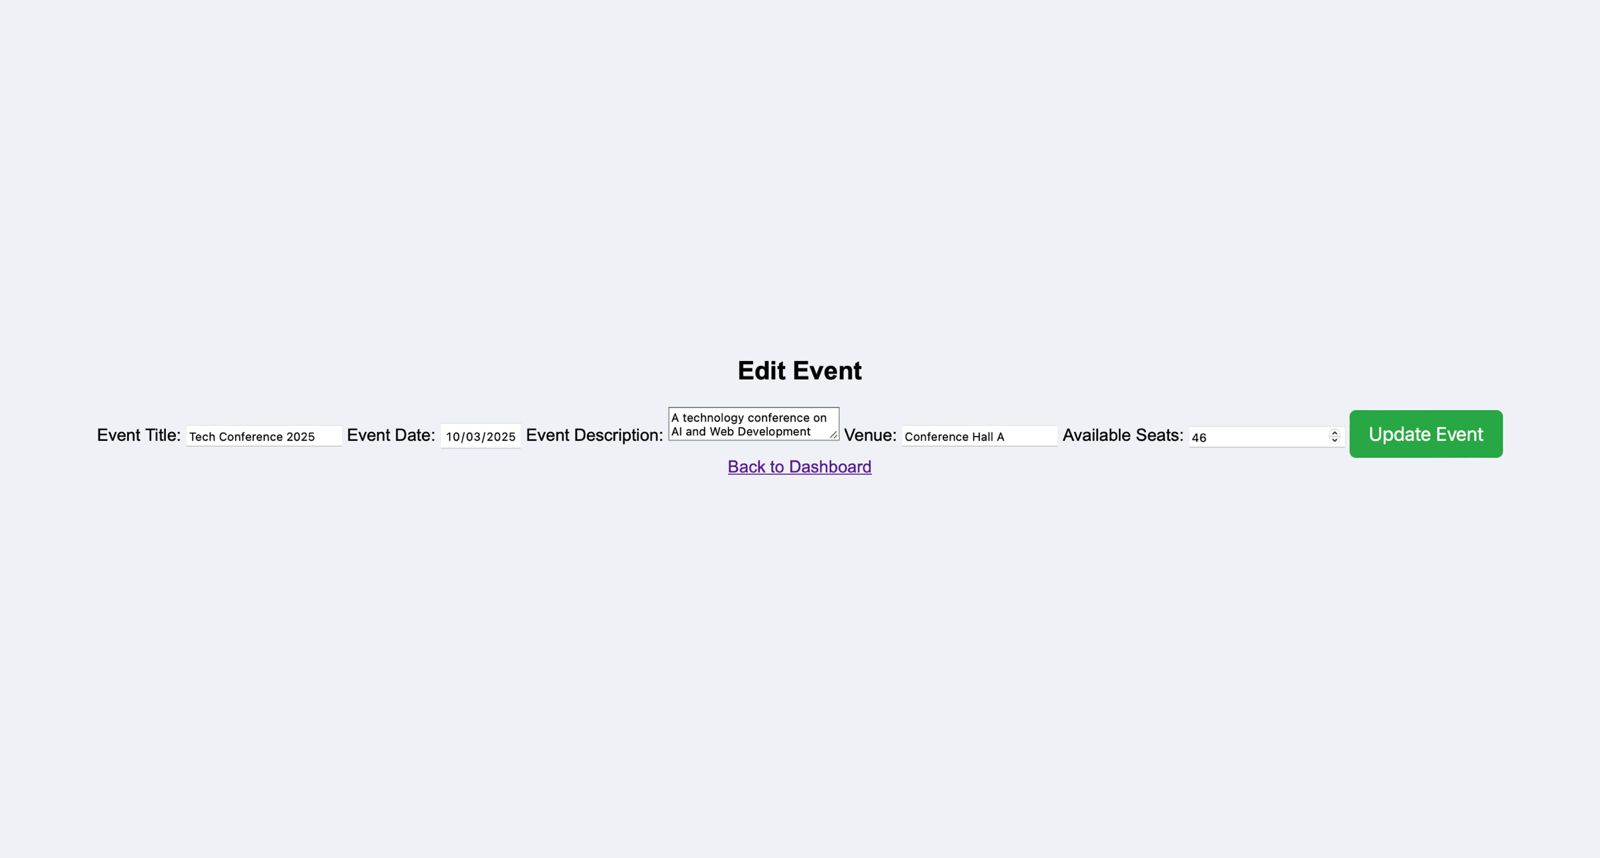 Edit Event
Event Title: Tech Conference 2025 Event Date: 10/03/2025 Event Description: A technology conference on
AI and Web Development Venue: Conference Hall A Available Seats: 46 Update Event
Back to Dashboard